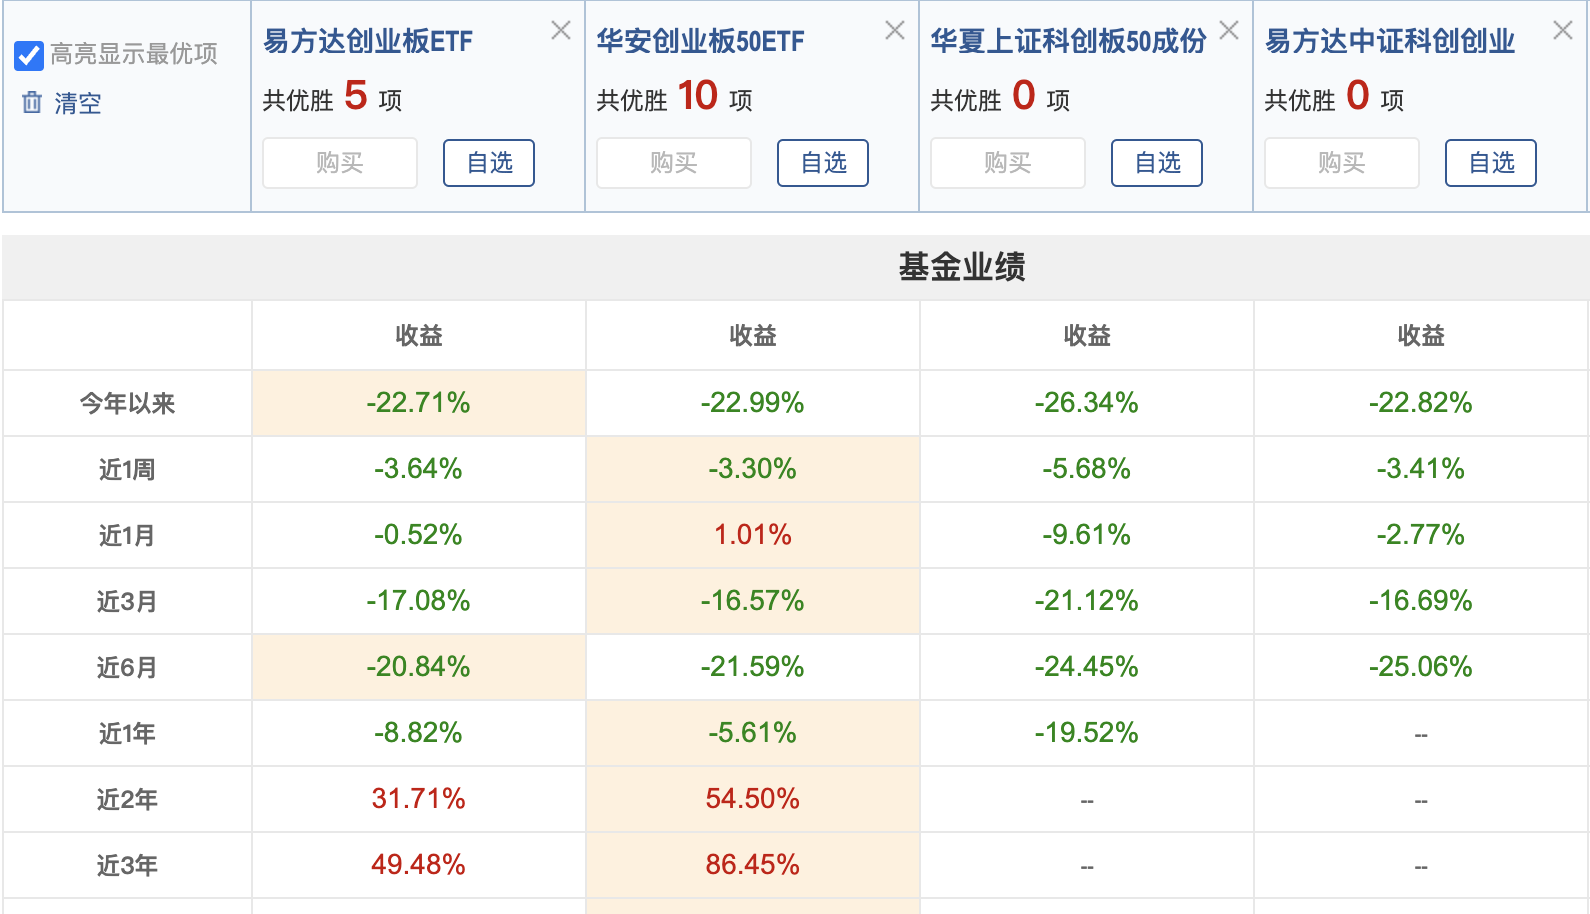 高亮显示最优项
清空
易方达创业板ETF
共优胜 5 项
购买 自选
华安创业板50ETF
共优胜 10 项
购买 自选
华夏上证科创板50成份
共优胜 0 项
购买 自选
易方达中证科创创业
共优胜 0 项
购买 自选
基金业绩
收益 收益 收益 收益
今年以来 -22.71% -22.99% -26.34% -22.82%
近1周 -3.64% -3.30% -5.68% -3.41%
近1月 -0.52% 1.01% -9.61% -2.77%
近3月 -17.08% -16.57% -21.12% -16.69%
近6月 -20.84% -21.59% -24.45% -25.06%
近1年 -8.82% -5.61% -19.52% --
近2年 31.71% 54.50% -- --
近3年 49.48% 86.45% -- --